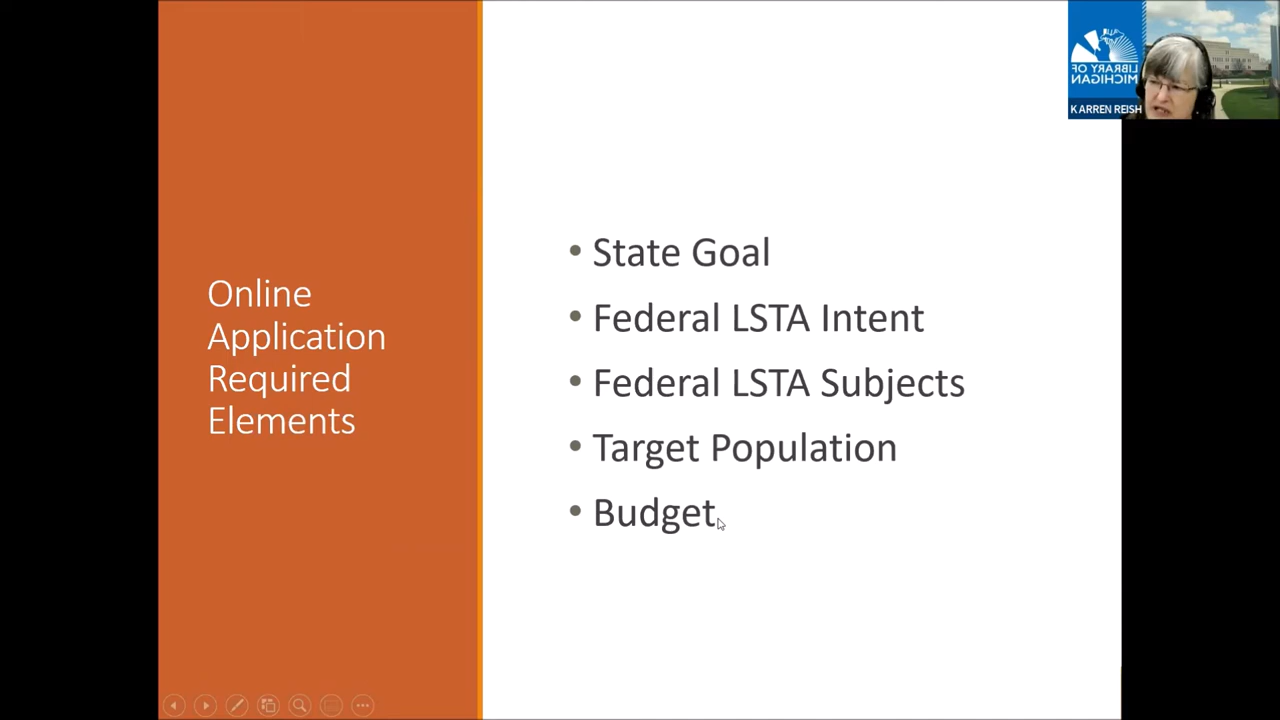 LIBRARY OF
MICHIGAN
KARREN REISH
Online
Application
Required
Elements
• State Goal
• Federal LSTA Intent
• Federal LSTA Subjects
• Target Population
• Budget